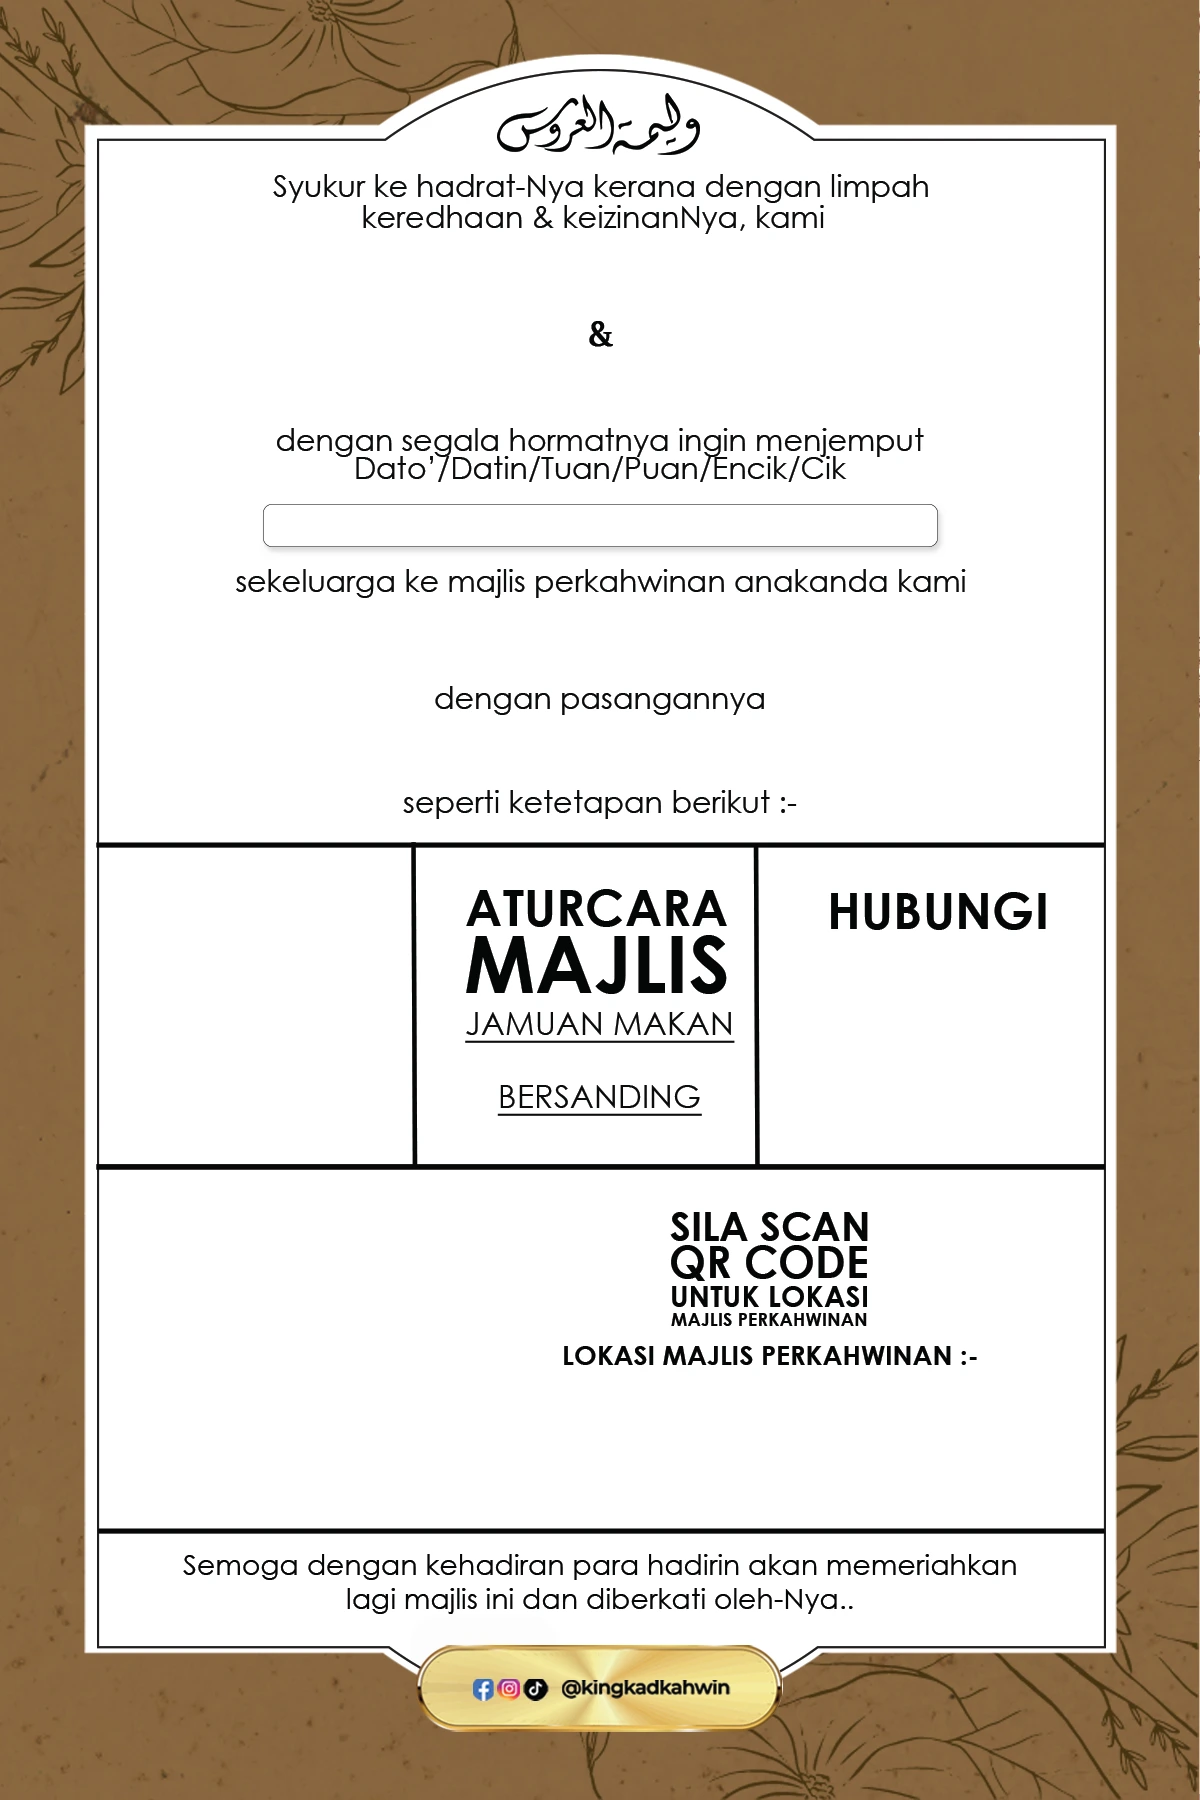 وليمة العروس
Syukur ke hadrat-Nya kerana dengan limpah
keredhaan & keizinanNya, kami
&
dengan segala hormatnya ingin menjemput
Dato’/Datin/Tuan/Puan/Encik/Cik
sekeluarga ke majlis perkahwinan anakanda kami
dengan pasangannya
seperti ketetapan berikut :-
ATURCARA
MAJLIS
JAMUAN MAKAN
BERSANDING
HUBUNGI
SILA SCAN
QR CODE
UNTUK LOKASI
MAJLIS PERKAHWINAN
LOKASI MAJLIS PERKAHWINAN :-
Semoga dengan kehadiran para hadirin akan memeriahkan
lagi majlis ini dan diberkati oleh-Nya..
@kingkadkahwin